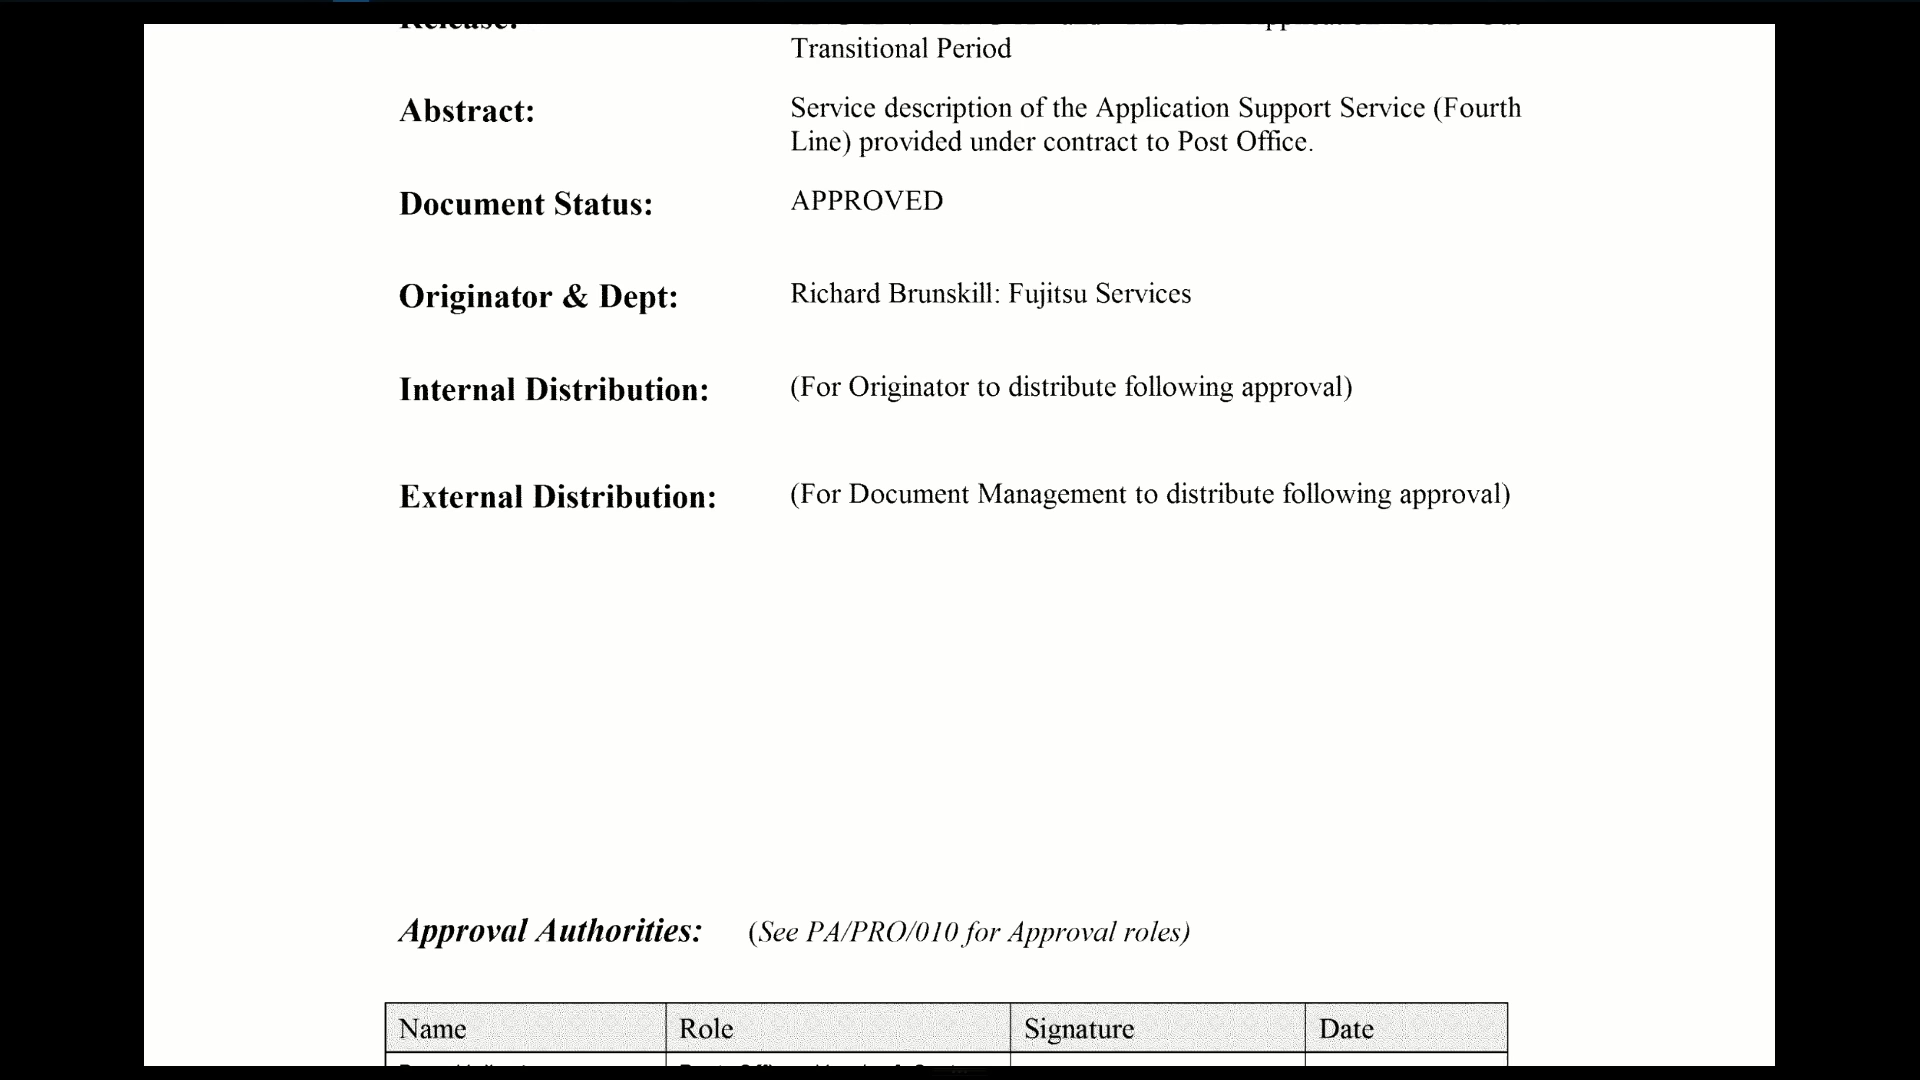 Release:
and Application
Transitional Period
Abstract: Service description of the Application Support Service (Fourth
Line) provided under contract to Post Office.
Document Status: APPROVED
Originator & Dept: Richard Brunskill: Fujitsu Services
Internal Distribution: (For Originator to distribute following approval)
External Distribution: (For Document Management to distribute following approval)
Approval Authorities: (See PA/PRO/010 for Approval roles)
Name Role Signature Date